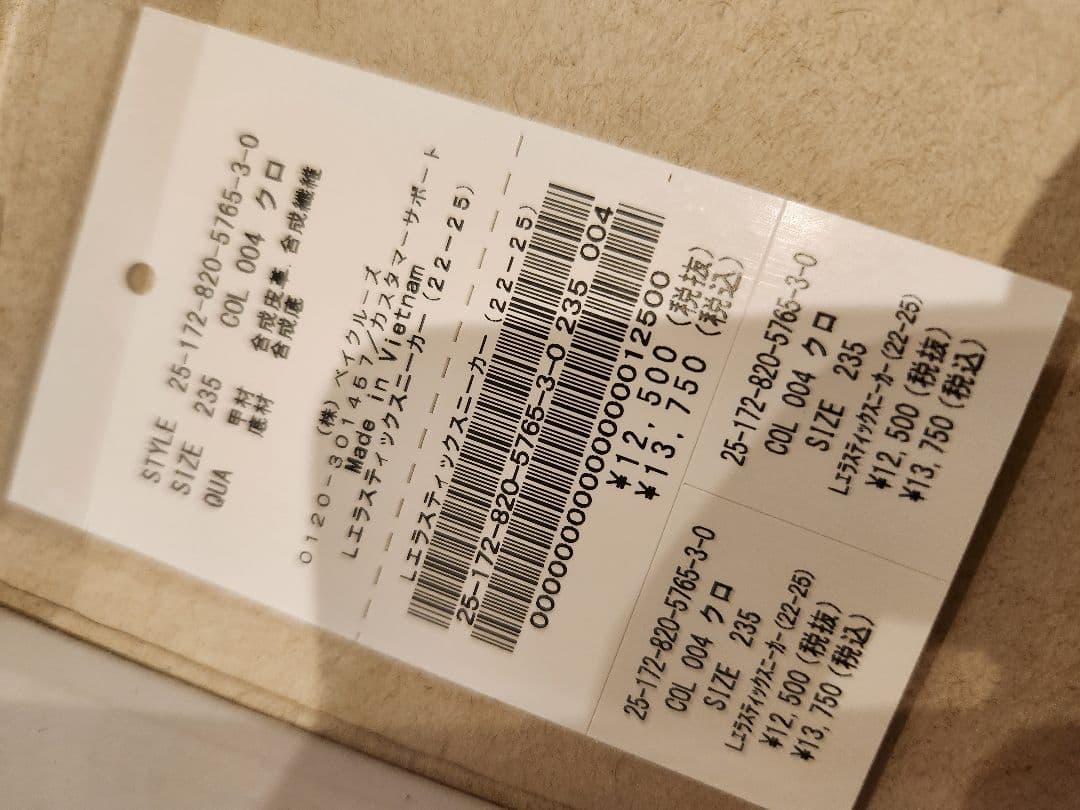 STYLE 25-172-820-5765-3-0
SIZE 235 COL 004 クロ
QUA 甲材 合成皮革 合成繊維
底材 合成底
(株) ベイクルーズ
0120-301457/カスタマーサポート
Made in Vietnam
Lエラスティックスニーカー(22-25)
Lエラスティックスニーカー(22-25)
25-172-820-5765-3-0 235 004
0000000000000000012500
¥12,500(税抜)
¥13,750(税込)
25-172-820-5765-3-0
COL 004 クロ
SIZE 235
Lエラスティックスニーカー(22-25)
¥12,500(税抜)
¥13,750(税込)
25-172-820-5765-3-0
COL 004 クロ
SIZE 235
Lエラスティックスニーカー(22-25)
¥12,500(税抜)
¥13,750(税込)